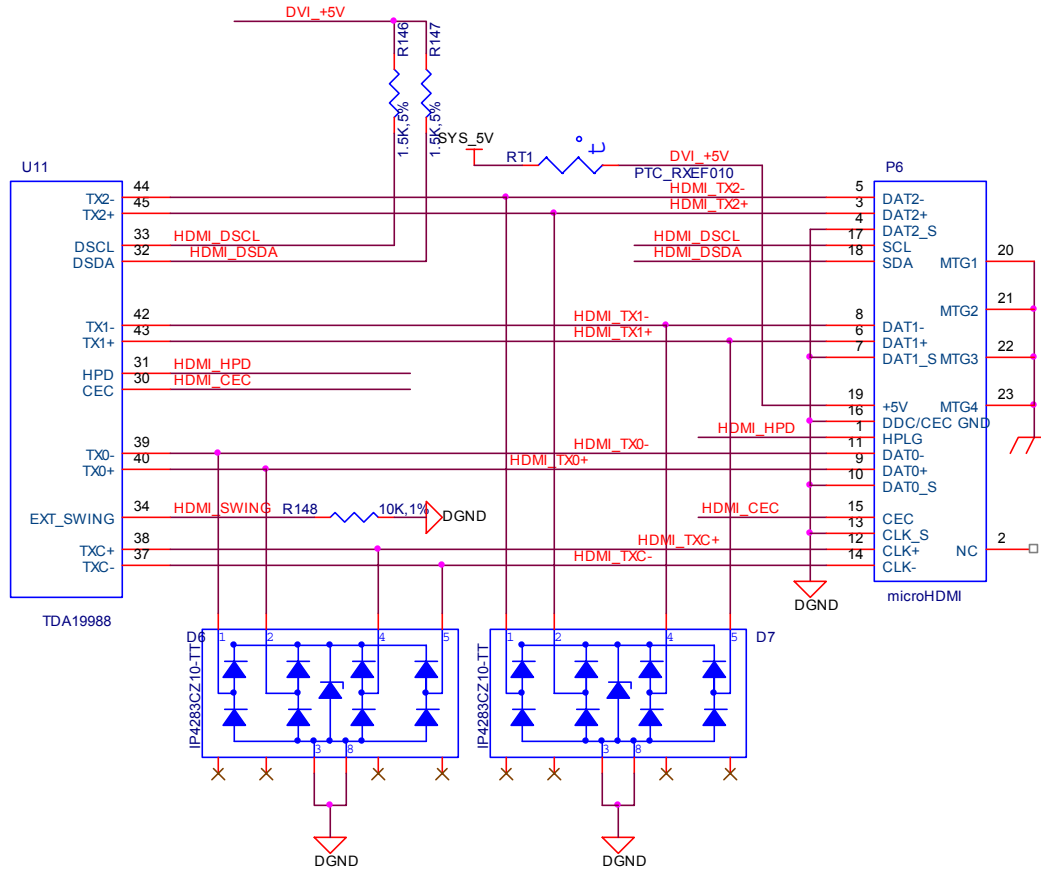 DVI_+5V
R146
R147
1.5K,5%
1.5K,5%
SYS_5V
RT1
t
DVI_+5V
PTC_RXEF010
U11
P6
44
TX2-
HDMI_TX2-
5
DAT2-
45
TX2+
HDMI_TX2+
3
DAT2+
4
DAT2_S
33
DSCL
HDMI_DSCL
HDMI_DSCL
17
SCL
32
DSDA
HDMI_DSDA
HDMI_DSDA
18
SDA
MTG1
20
MTG2
21
42
TX1-
HDMI_TX1-
8
DAT1-
43
TX1+
HDMI_TX1+
6
DAT1+
7
DAT1_S
MTG3
22
31
HPD
HDMI_HPD
30
CEC
HDMI_CEC
19
+5V
MTG4
23
16
DDC/CEC GND
HDMI_HPD
1
HPLG
39
TX0-
HDMI_TX0-
11
DAT0-
40
TX0+
HDMI_TX0+
9
DAT0+
10
DAT0_S
34
EXT_SWING
HDMI_SWING
R148
10K,1%
DGND
HDMI_CEC
15
CEC
13
CLK_S
38
TXC+
HDMI_TXC+
12
CLK+
NC
2
37
TXC-
HDMI_TXC-
14
CLK-
DGND
microHDMI
TDA19988
D6
1
2
4
5
IP4283CZ10-TT
3
8
DGND
D7
1
2
4
5
IP4283CZ10-TT
3
8
DGND